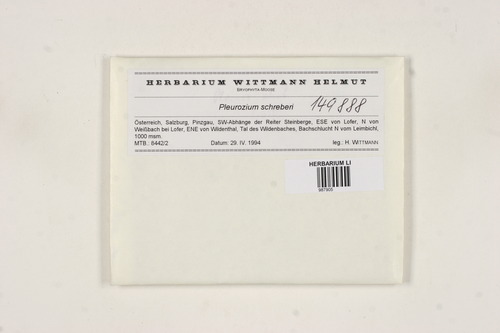 HERBARIUM WITTMANN HELMUT
BRYOPHYTA-MOOSE
Pleurozium schreberi 149888
Österreich, Salzburg, Pinzgau, SW-Abhänge der Reiter Steinberge, ESE von Lofer, N von
Weißbach bei Lofer, ENE von Wildenthal, Tal des Wildenbaches, Bachschlucht N vom Leimbichl,
1000 msm.
MTB.: 8442/2 Datum: 29. IV. 1994 leg.: H. WITTMANN
HERBARIUM LI
987909